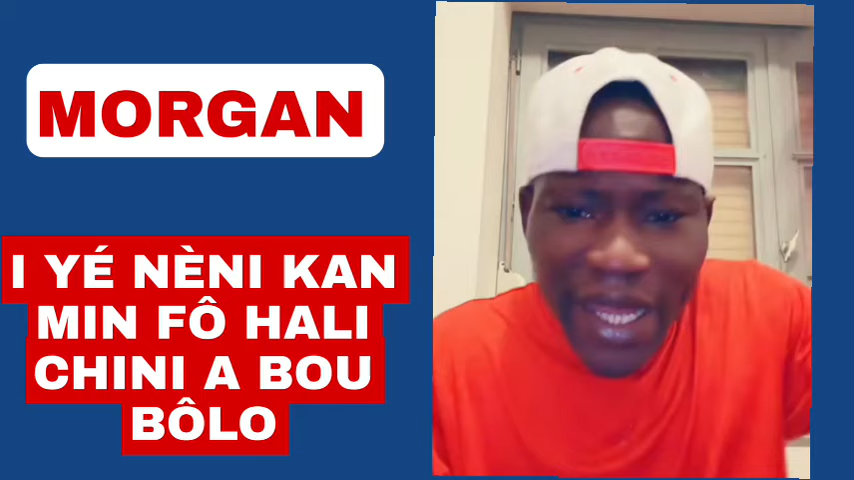 MORGAN
I YÉ NÈNI KAN
MIN FÔ HALI
CHINI A BOU
BÔLO